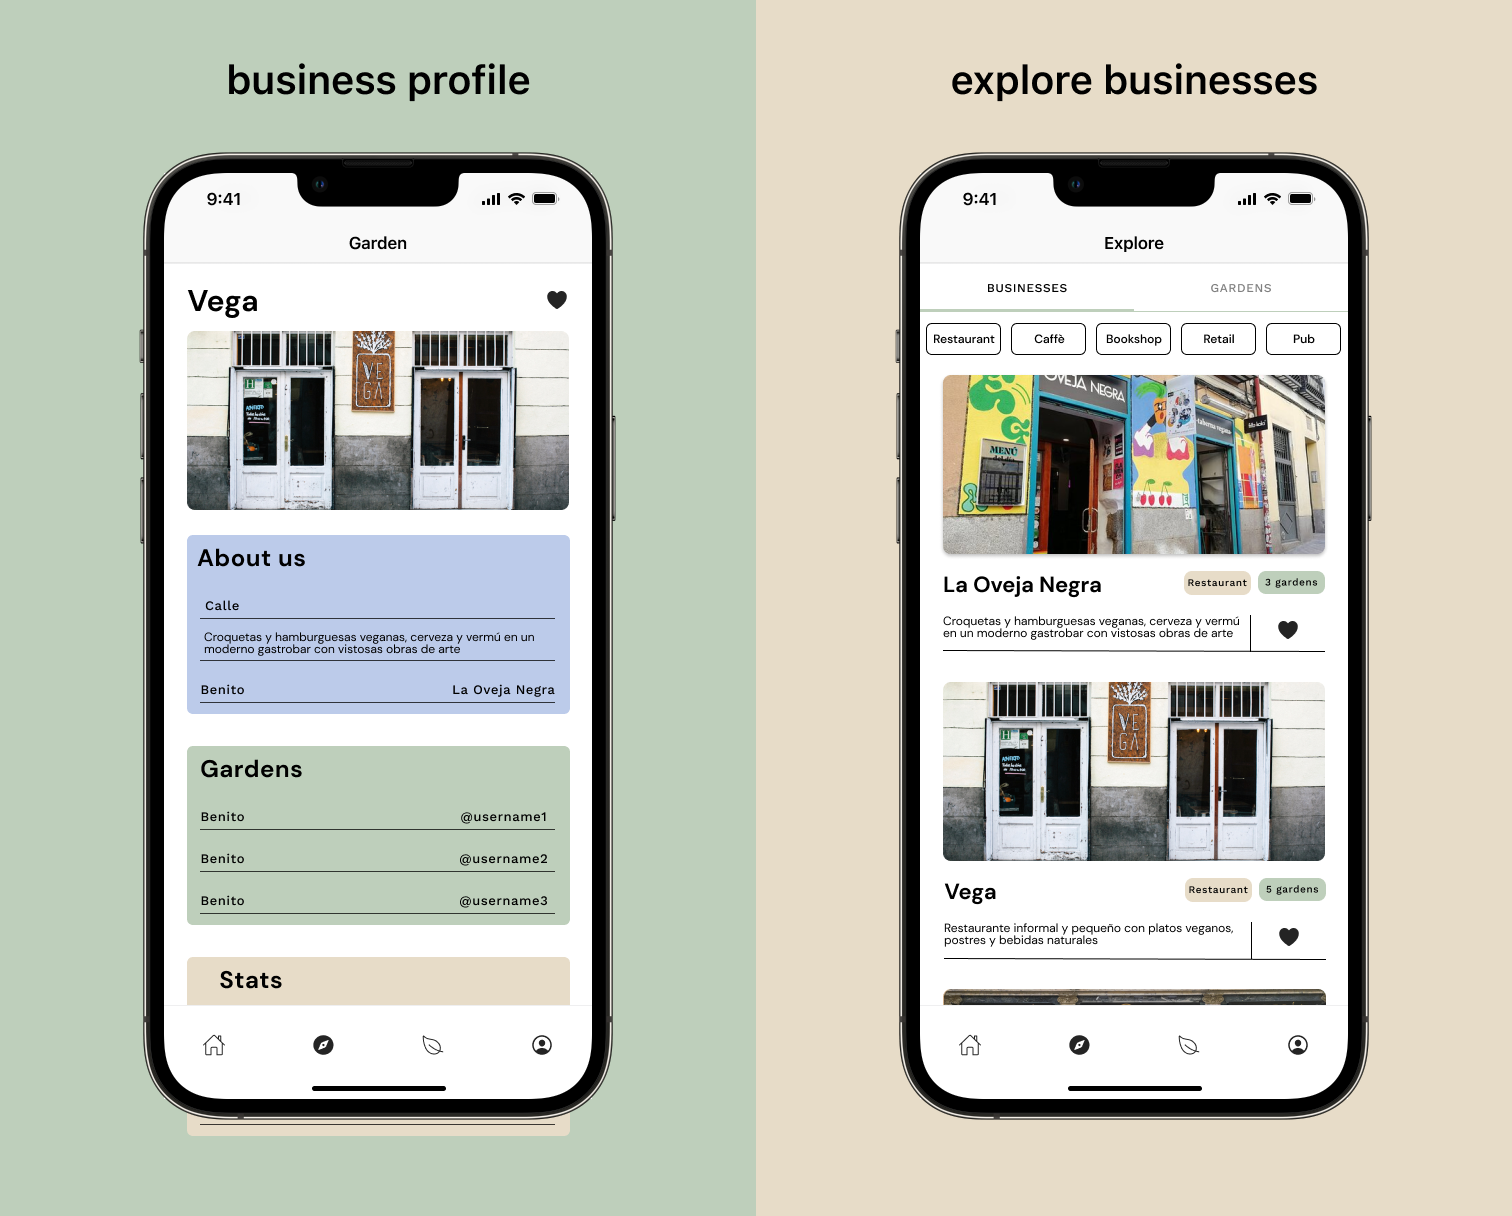 business profile
9:41
Garden
Vega
VE
GA
About us
Calle
Croquetas y hamburguesas veganas, cerveza y vermú en un
moderno gastrobar con vistosas obras de arte
Benito La Oveja Negra
Gardens
Benito @username1
Benito @username2
Benito @username3
Stats
explore businesses
9:41
Explore
BUSINESSES GARDENS
Restaurant Caffè Bookshop Retail Pub
OVEJA NEGRA
MENÚ
del día
taberna vegana
La Oveja Negra Restaurant 3 gardens
Croquetas y hamburguesas veganas, cerveza y vermú
en un moderno gastrobar con vistosas obras de arte
VE
GA
Vega Restaurant 5 gardens
Restaurante informal y pequeño con platos veganos,
postres y bebidas naturales